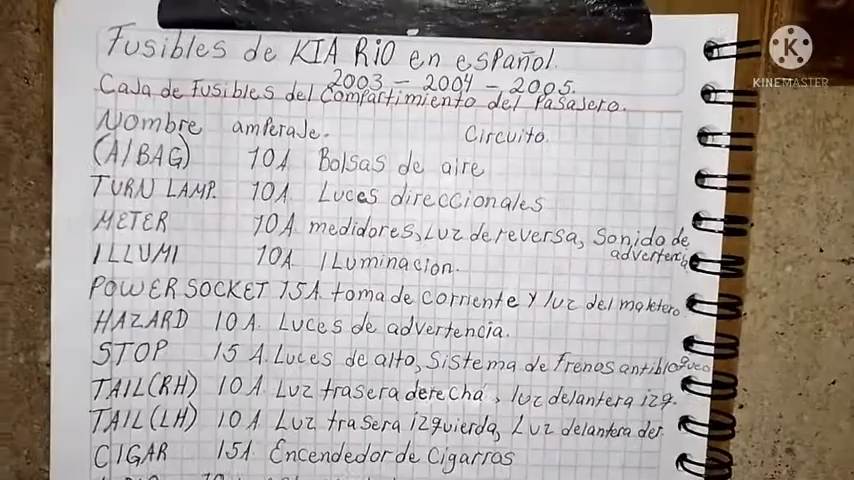 Fusibles de KIA RIO en español.
2003 - 2004 - 2005.
Caja de Fusibles del Compartimiento del Pasajero.
Nombre amperaje. Circuito.
(AIBAG) 10A Bolsas de aire
TURN LAMP. 10A Luces direccionales
METER 10A medidores, Luz de reversa, Sonido de advertencia
ILLUMI 10A ILuminacion.
POWER SOCKET 15A toma de corriente y luz del maletero
HAZARD 10A. Luces de advertencia.
STOP 15A. Luces de alto, Sistema de Frenos antibloqueo
TAIL (RH) 10A Luz trasera derecha, luz delantera izq.
TAIL (LH) 10A Luz trasera izquierda, Luz delantera der
CIGAR 15A Encendedor de Cigarros
K
KINEMASTER